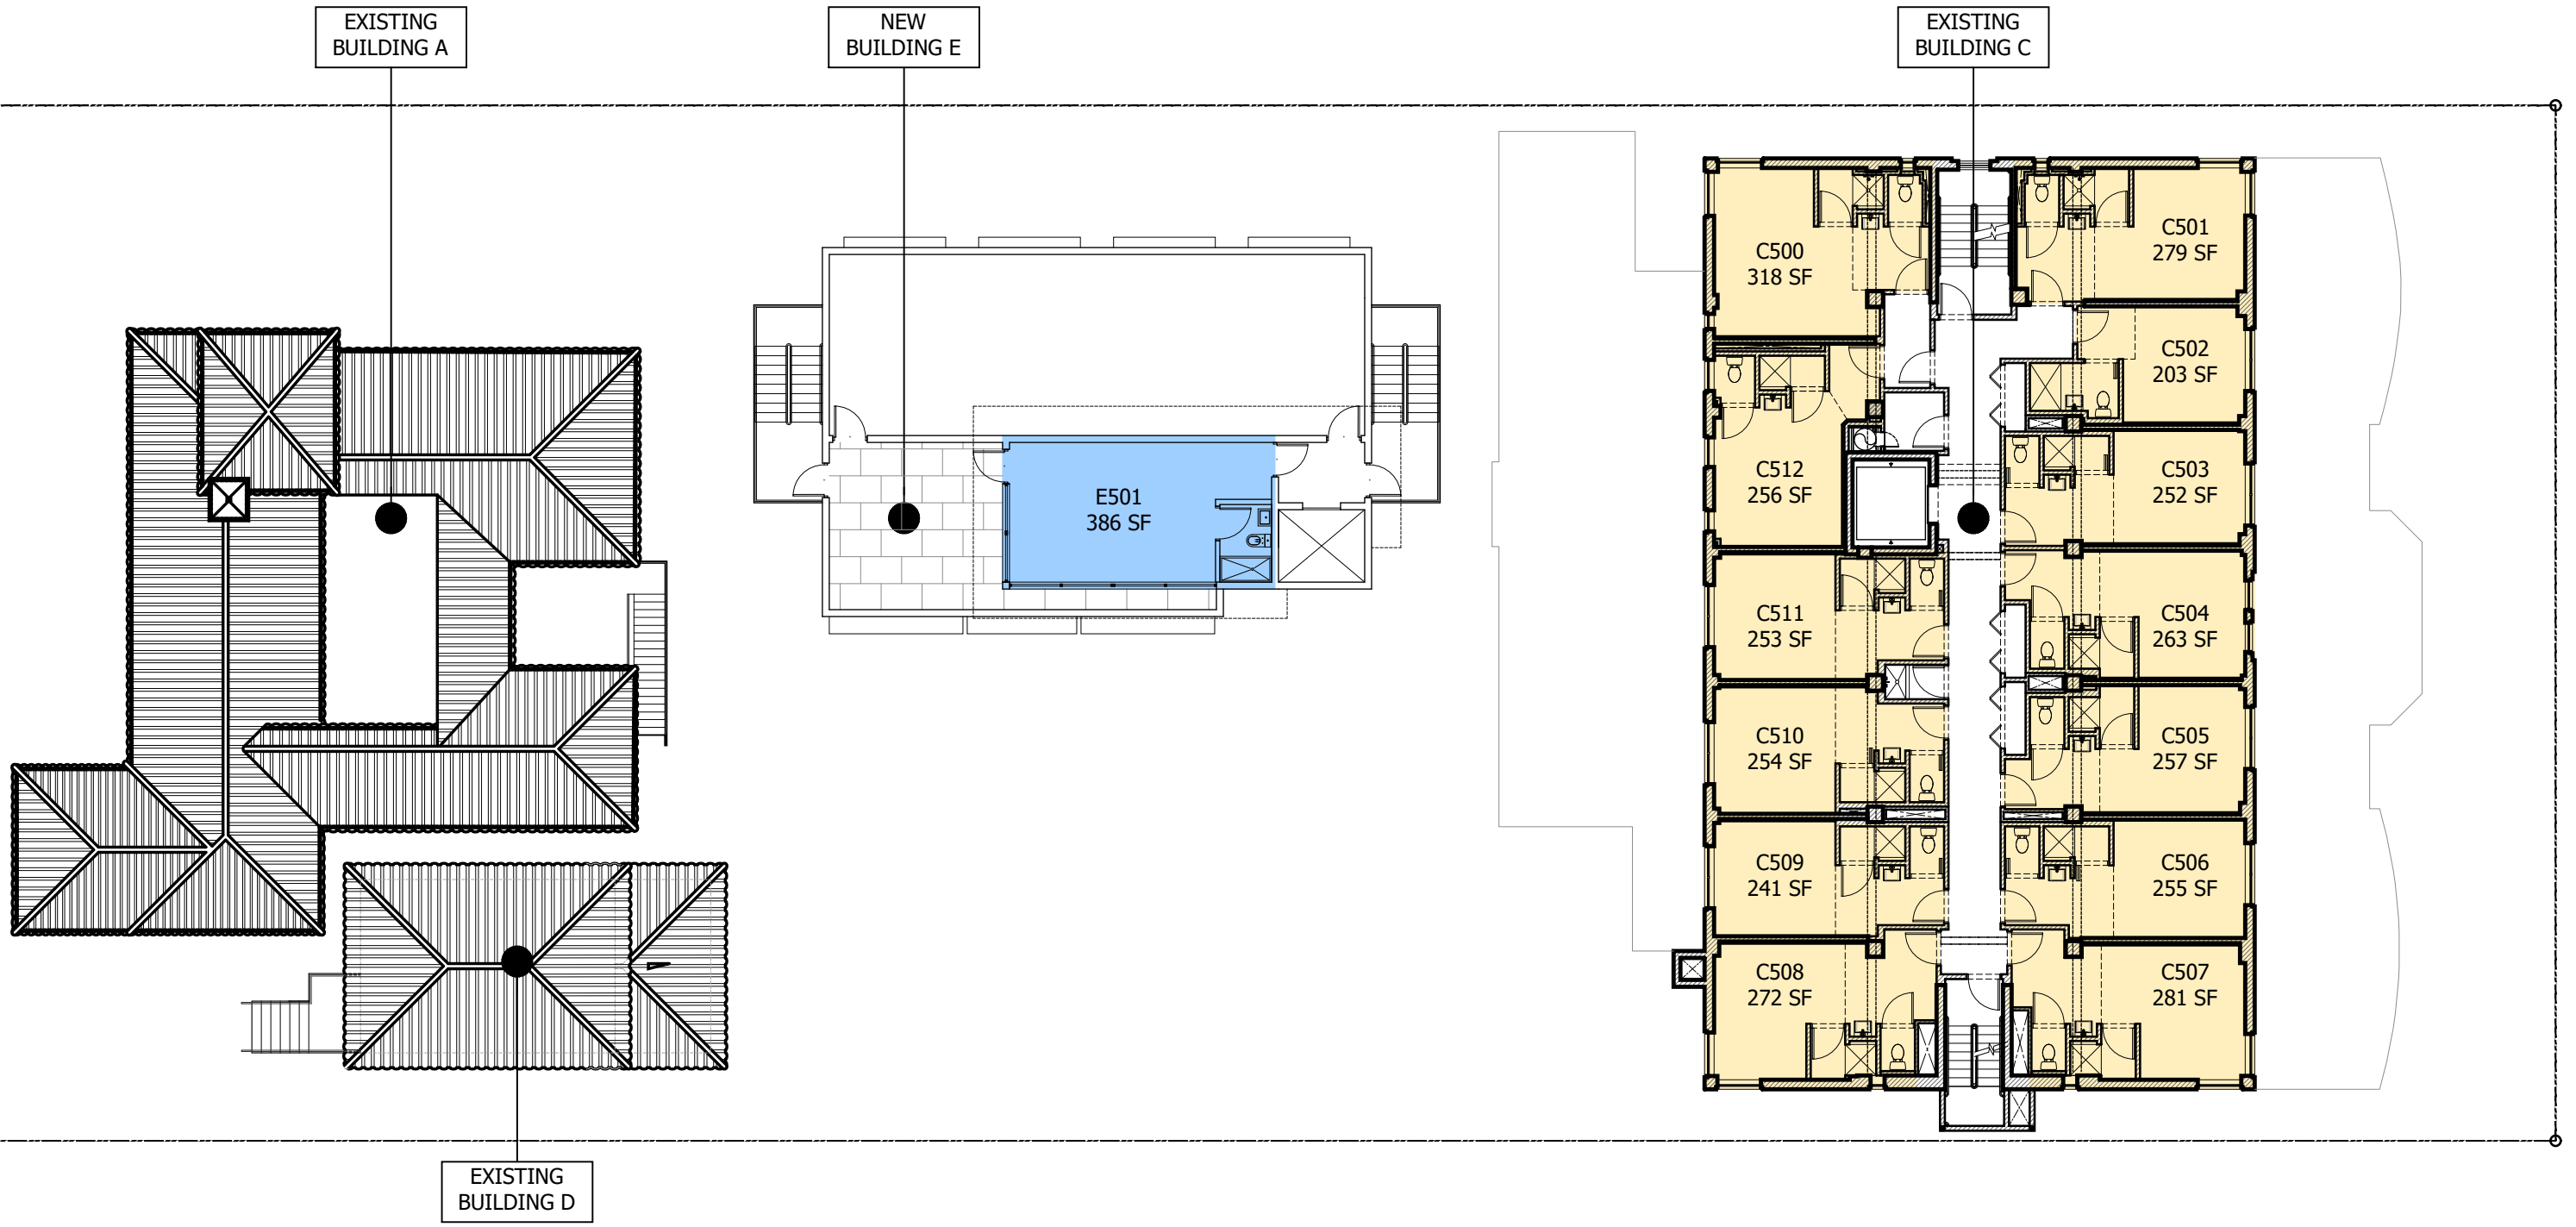 EXISTING
BUILDING A
NEW
BUILDING E
EXISTING
BUILDING C
C500
318 SF
C501
279 SF
C502
203 SF
C512
256 SF
C503
252 SF
E501
386 SF
C511
253 SF
C504
263 SF
C510
254 SF
C505
257 SF
C509
241 SF
C506
255 SF
C508
272 SF
C507
281 SF
EXISTING
BUILDING D